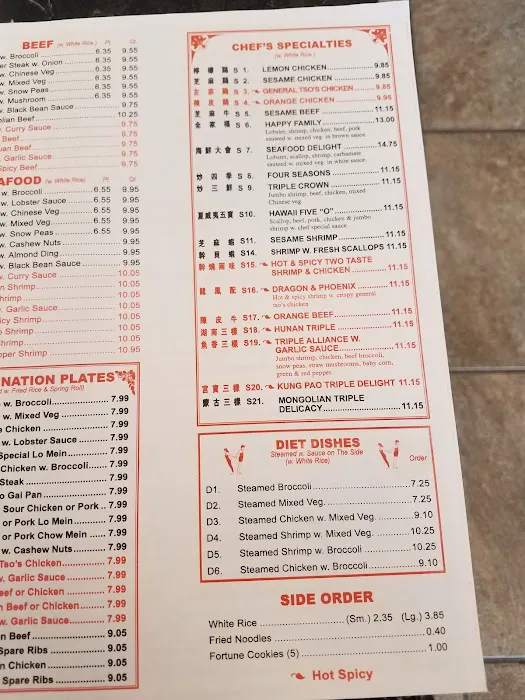 BEEF (w. White Rice) Pt. Qt.
w. Broccoli 6.35 9.55
er Steak w. Onion 6.35 9.55
w. Chinese Veg 6.35 9.55
w. Mixed Veg 6.35 9.55
w. Snow Peas 6.35 9.55
w. Mushroom 6.35 9.55
w. Black Bean Sauce 9.75
olian Beef 10.25
w. Curry Sauce 9.75
Beef 9.75
uan Beef 9.75
Garlic Sauce 9.75
Spicy Beef 9.75
AFOOD (w. White Rice) Pt. Qt.
w. Broccoli 6.55 9.95
w. Lobster Sauce 6.55 9.95
w. Chinese Veg 6.55 9.95
w. Mixed Veg 6.55 9.95
w. Snow Peas 6.55 9.95
w. Cashew Nuts 9.95
w. Almond Ding 9.95
w. Black Bean Sauce 9.95
w. Curry Sauce 10.05
n Shrimp 10.05
Shrimp 10.05
w. Garlic Sauce 10.05
icy Shrimp 10.05
o Shrimp 10.05
Shrimp 10.05
pper Shrimp 10.95
NATION PLATES
d w. Fried Rice & Spring Roll)
w. Broccoli 7.99
w. Mixed Veg 7.99
e Chicken 7.99
w. Lobster Sauce 7.99
Special Lo Mein 7.99
Chicken w. Broccoli 7.99
Steak 7.99
o Gai Pan 7.99
Sour Chicken or Pork 7.99
or Pork Lo Mein 7.99
or Pork Chow Mein 7.99
w. Cashew Nuts 7.99
Tso's Chicken 7.99
w. Garlic Sauce 7.99
eef or Chicken 7.99
n Beef or Chicken 7.99
w. Garlic Sauce 7.99
en Beef 9.05
Spare Ribs 9.05
en Chicken 9.05
Spare Ribs 9.05
CHEF'S SPECIALTIES
(w. White Rice)
檸檬鷄 S 1. LEMON CHICKEN 9.85
芝麻鷄 S 2. SESAME CHICKEN 9.85
左宗鷄 S 3. GENERAL TSO'S CHICKEN 9.85
陳皮鷄 S 4. ORANGE CHICKEN 9.95
芝麻牛 S 5. SESAME BEEF 11.15
全家福 S 6. HAPPY FAMILY 13.00
Lobster, shrimp, chicken, beef, pork
sauteed w. mixed veg. in brown sauce
海鮮大會 S 7. SEAFOOD DELIGHT 14.75
Lobster, scallop, shrimp, carbmate
sauteed w. mixed veg. in white sauce.
炒四季 S 8. FOUR SEASONS 11.15
炒三鮮 S 9. TRIPLE CROWN 11.15
Jumbo shrimp, beef, chicken, mixed
Chinese veg
夏威夷五寶 S10. HAWAII FIVE "O" 11.15
Scallop, beef, pork, chicken & jumbo
shrimp w. chef special sauce.
芝麻蝦 S11. SESAME SHRIMP 11.15
幹貝蝦 S14. SHRIMP W. FRESH SCALLOPS 11.15
幹燒兩味 S15. HOT & SPICY TWO TASTE
SHRIMP & CHICKEN 11.15
龍鳳配 S16. DRAGON & PHOENIX 11.15
Hot & spicy shrimp w. crispy general
tso's chicken
陳皮牛 S17. ORANGE BEEF 11.15
湖南三樣 S18. HUNAN TRIPLE 11.15
魚香三樣 S19. TRIPLE ALLIANCE W.
GARLIC SAUCE 11.15
Jumbo shrimp, chicken, beef broccoli,
snow peas, straw mushrooms, baby corn,
green & red pepper
宮寶三樣 S20. KUNG PAO TRIPLE DELIGHT 11.15
蒙古三樣 S21. MONGOLIAN TRIPLE
DELICACY 11.15
DIET DISHES
Steamed w. Sauce on The Side
(w. White Rice)
Order
D1. Steamed Broccoli 7.25
D2. Steamed Mixed Veg. 7.25
D3. Steamed Chicken w. Mixed Veg. 9.10
D4. Steamed Shrimp w. Mixed Veg. 10.25
D5. Steamed Shrimp w. Broccoli 10.25
D6. Steamed Chicken w. Broccoli 9.10
SIDE ORDER
White Rice (Sm.) 2.35 (Lg.) 3.85
Fried Noodles 0.40
Fortune Cookies (5) 1.00
Hot Spicy